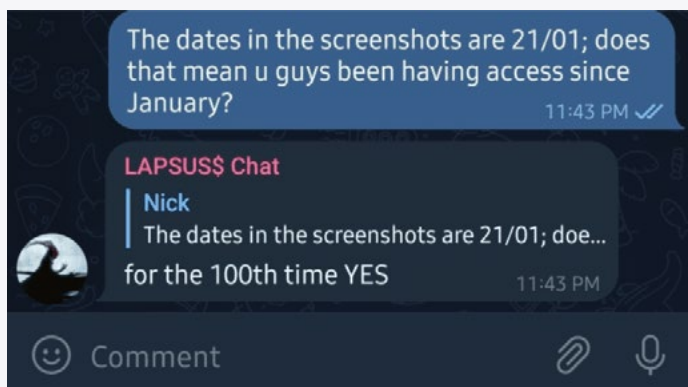 The dates in the screenshots are 21/01; does
that mean u guys been having access since
January?
11:43 PM
LAPSUS$ Chat
Nick
The dates in the screenshots are 21/01; doe...
for the 100th time YES
11:43 PM
Comment